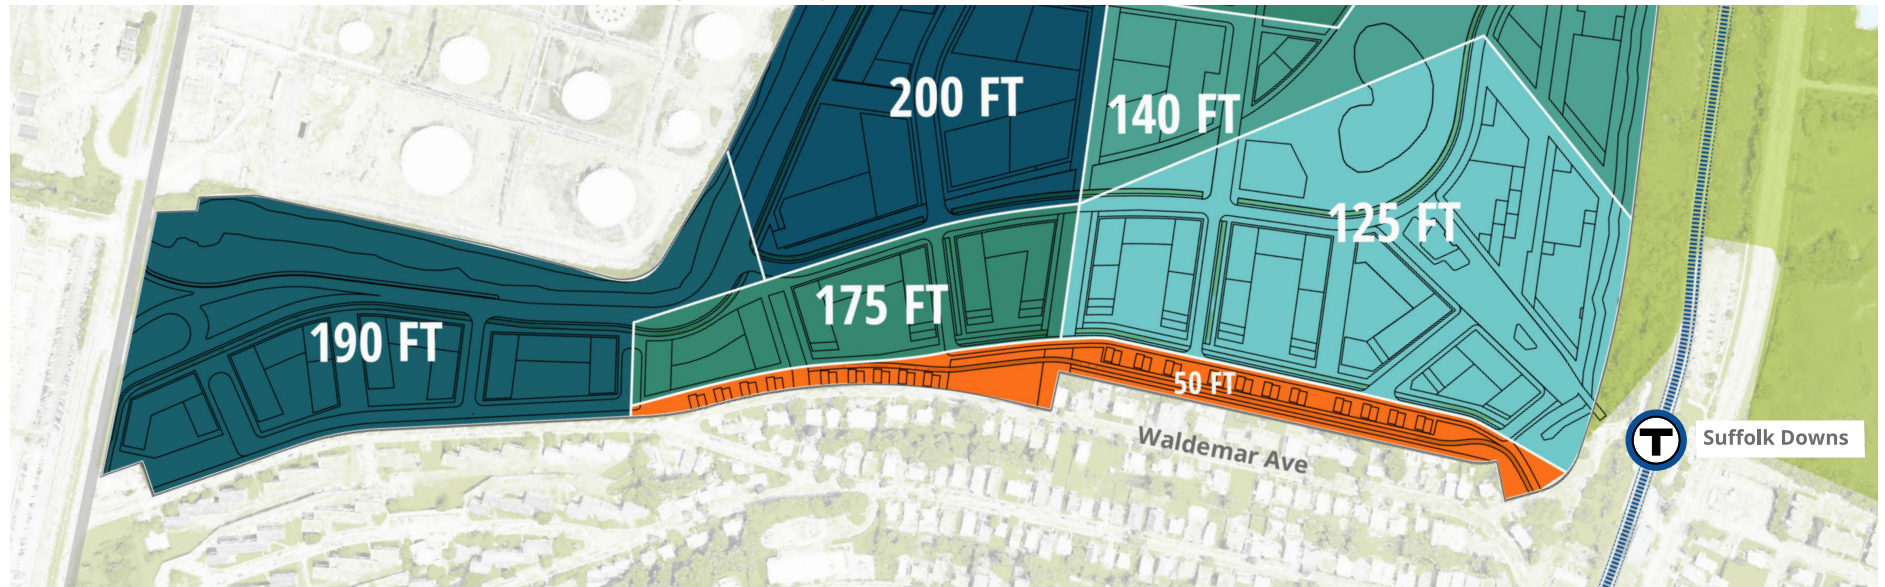 200 FT
140 FT
125 FT
175 FT
190 FT
50 FT
Waldemar Ave
T
Suffolk Downs